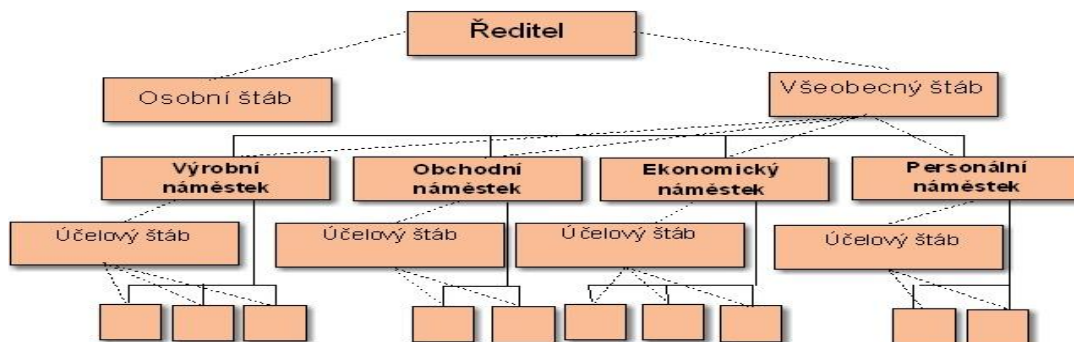 Ředitel
Osobní štáb
Všeobecný štáb
Výrobní
náměstek
Obchodní
náměstek
Ekonomický
náměstek
Personální
náměstek
Účelový štáb
Účelový štáb
Účelový štáb
Účelový štáb